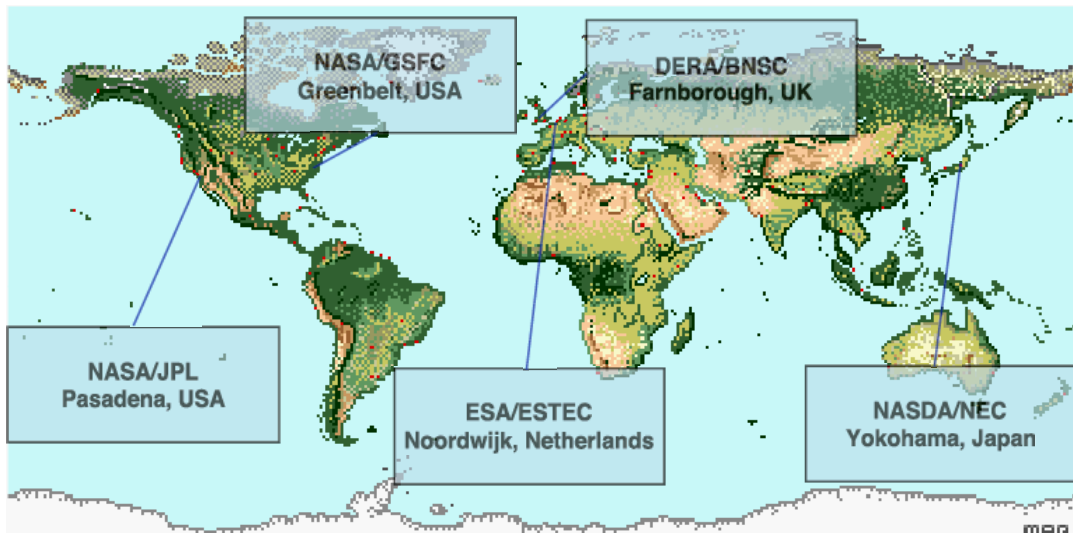 NASA/GSFC
Greenbelt, USA
DERA/BNSC
Farnborough, UK
NASA/JPL
Pasadena, USA
ESA/ESTEC
Noordwijk, Netherlands
NASDA/NEC
Yokohama, Japan